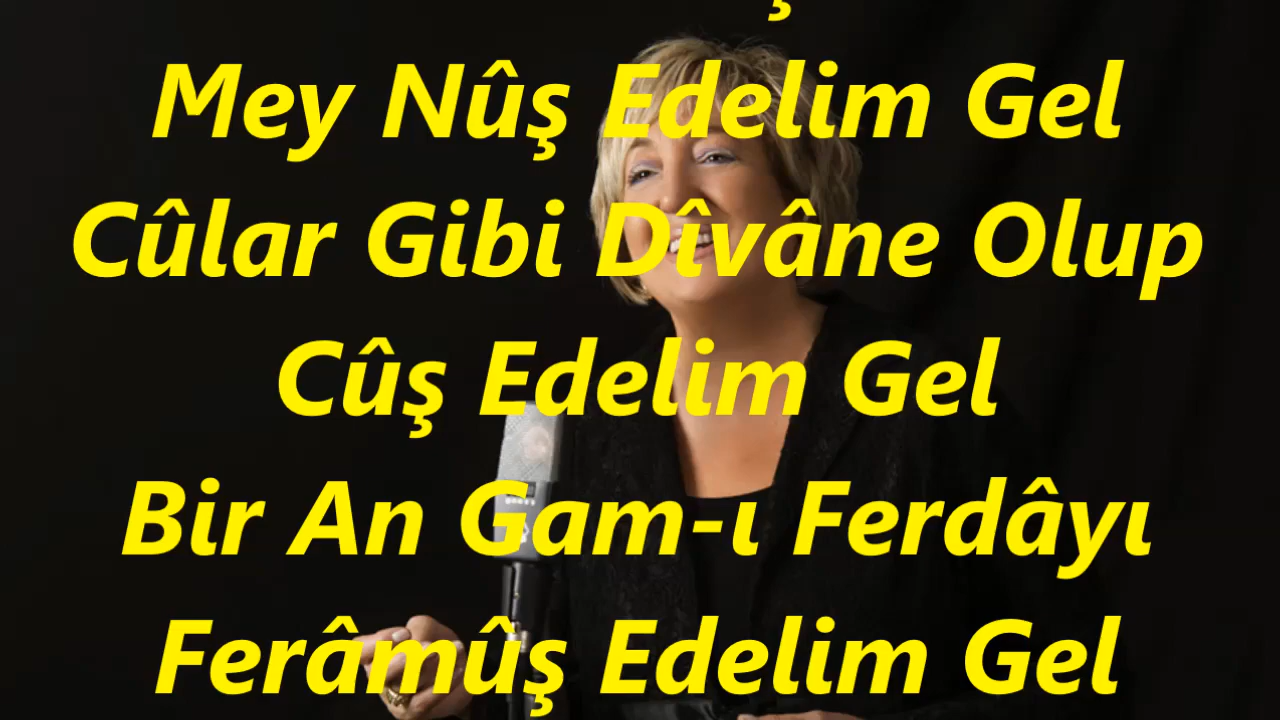 Mey Nûş Edelim Gel
Cûlar Gibi Dîvâne Olup
Cûş Edelim Gel
Bir An Gam-ı Ferdâyı
Ferâmûş Edelim Gel